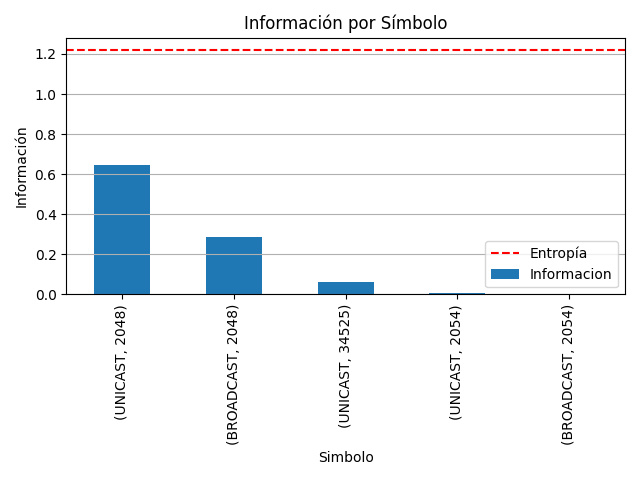 Información por Símbolo
1.2
1.0
0.8
0.6
0.4
0.2
0.0
Información
Entropía
Informacion
(UNICAST, 2048)
(BROADCAST, 2048)
(UNICAST, 34525)
(UNICAST, 2054)
(BROADCAST, 2054)
Simbolo